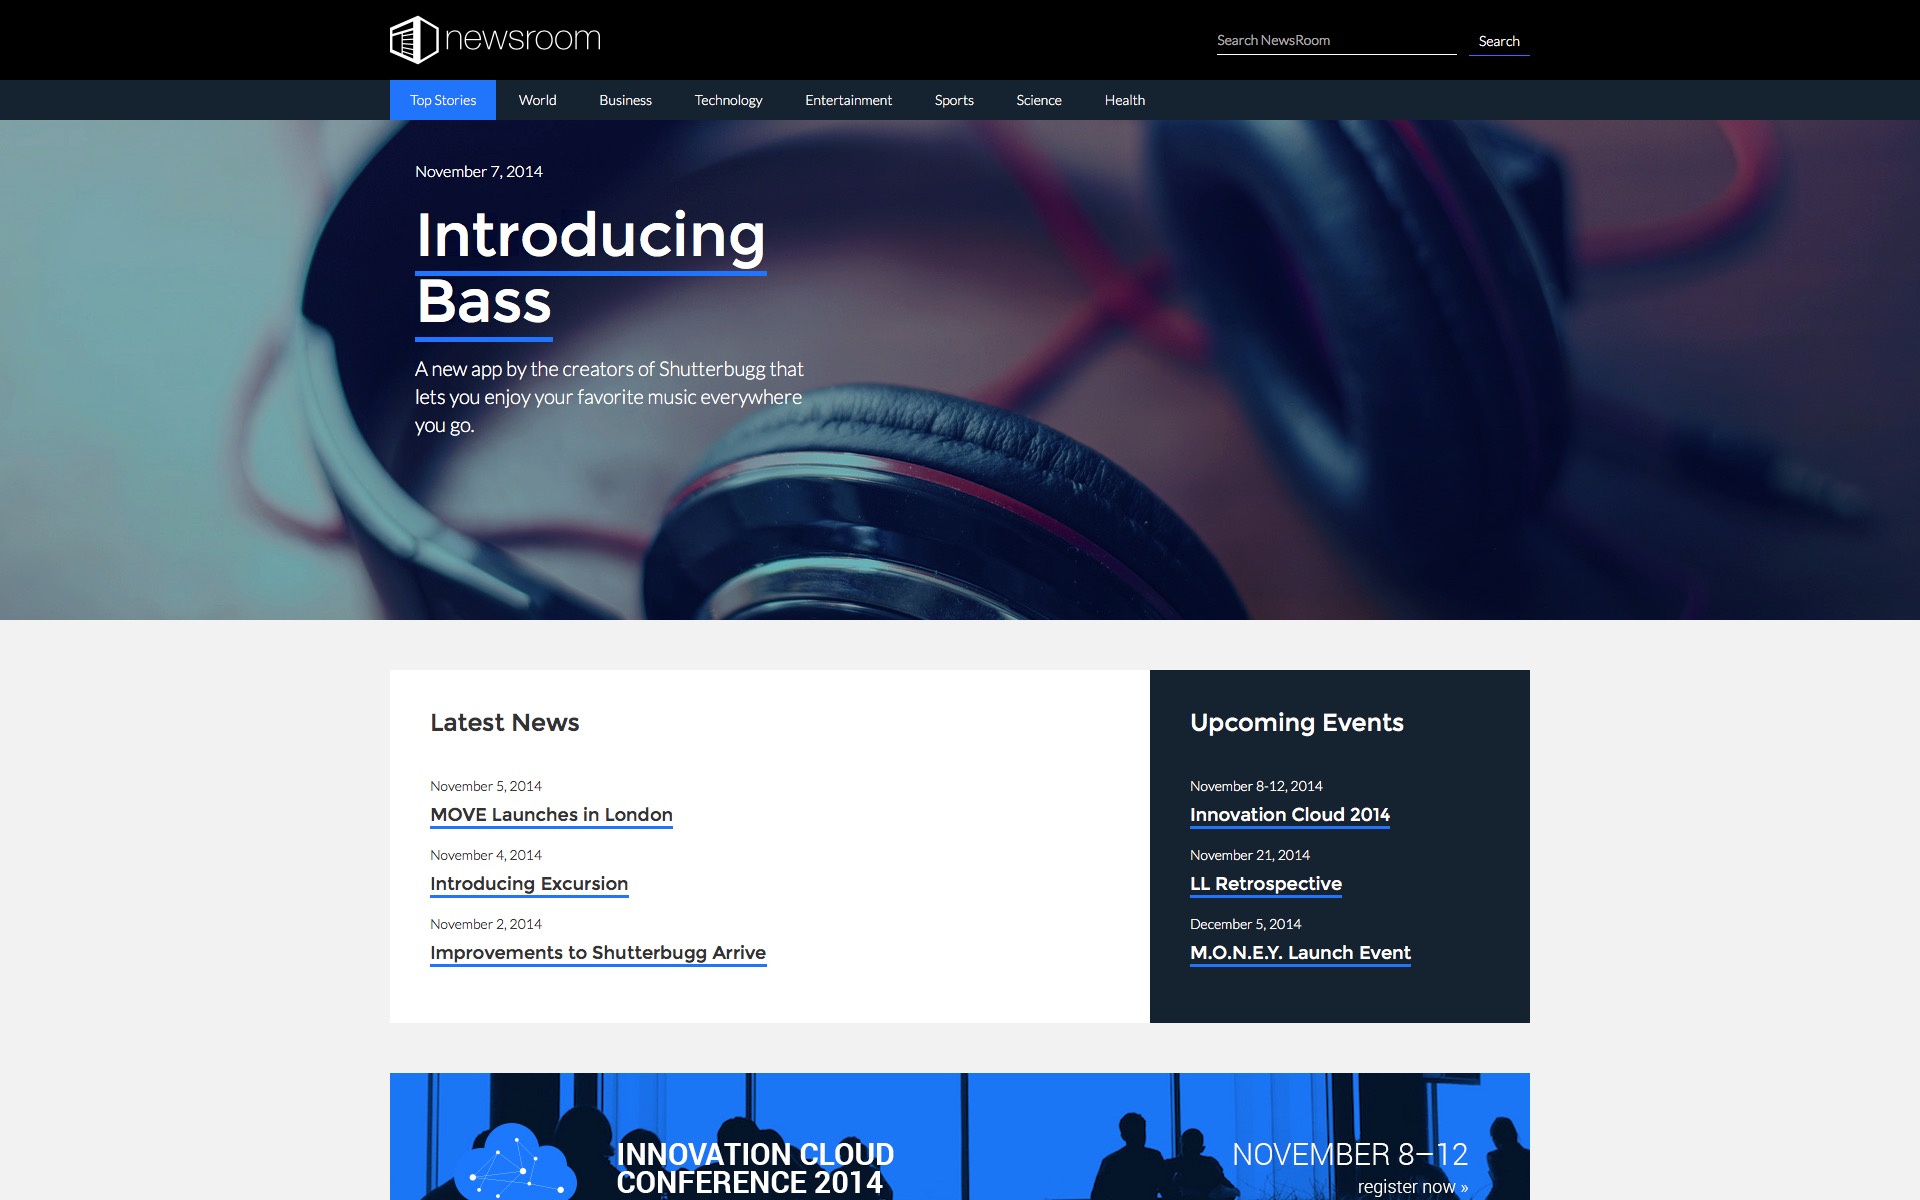 newsroom
Search NewsRoom
Search
Top Stories
World
Business
Technology
Entertainment
Sports
Science
Health
November 7, 2014
Introducing
Bass
A new app by the creators of Shutterbugg that
lets you enjoy your favorite music everywhere
you go.
Latest News
November 5, 2014
MOVE Launches in London
November 4, 2014
Introducing Excursion
November 2, 2014
Improvements to Shutterbugg Arrive
Upcoming Events
November 8-12, 2014
Innovation Cloud 2014
November 21, 2014
LL Retrospective
December 5, 2014
M.O.N.E.Y. Launch Event
INNOVATION CLOUD
CONFERENCE 2014
NOVEMBER 8–12
register now »